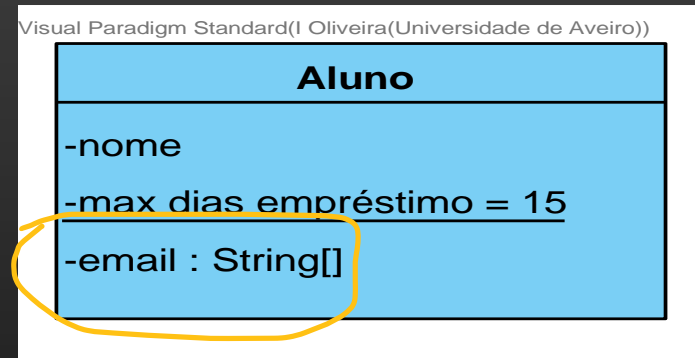 Visual Paradigm Standard(I Oliveira(Universidade de Aveiro))
Aluno
-nome
-max dias empréstimo = 15
-email : String[]